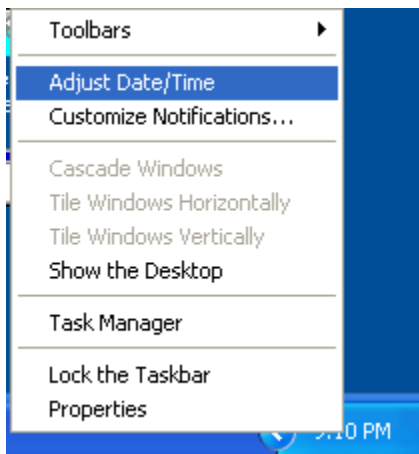 Toolbars
Adjust Date/Time
Customize Notifications...
Cascade Windows
Tile Windows Horizontally
Tile Windows Vertically
Show the Desktop
Task Manager
Lock the Taskbar
Properties
PM